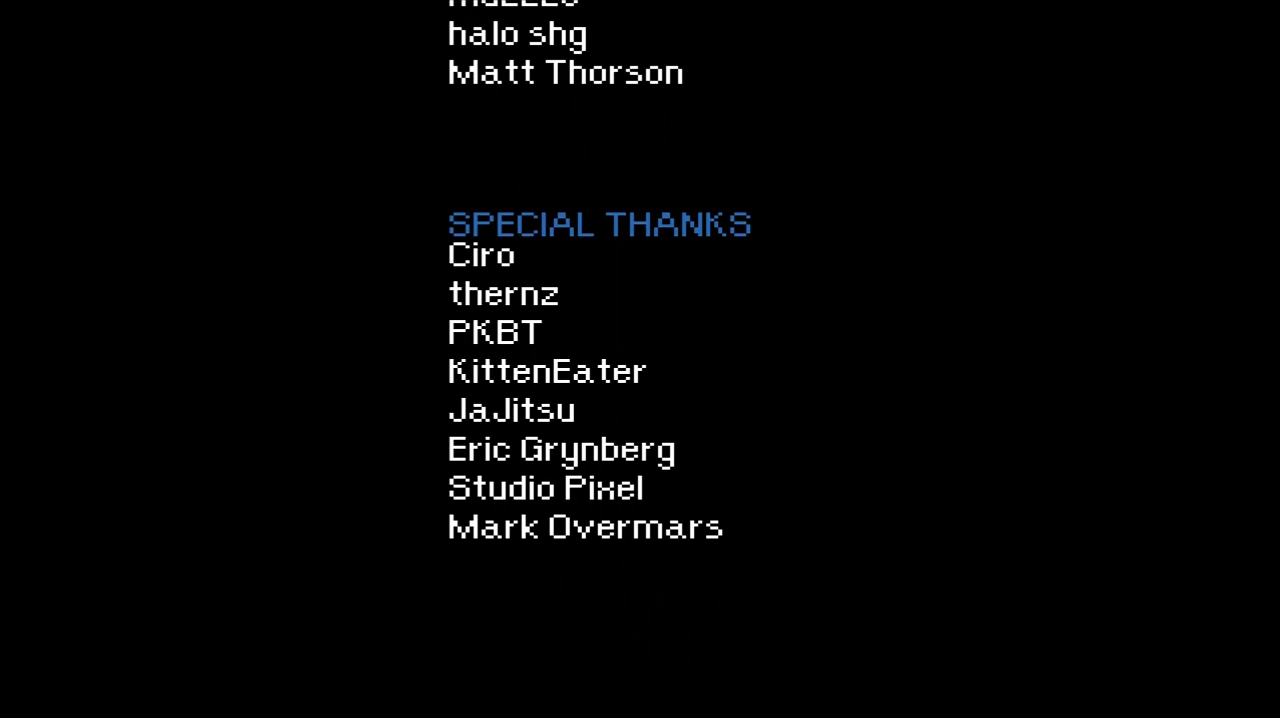 halo shg
Matt Thorson
SPECIAL THANKS
Ciro
thernz
PKBT
KittenEater
JaJitsu
Eric Grynberg
Studio Pixel
Mark Overmars